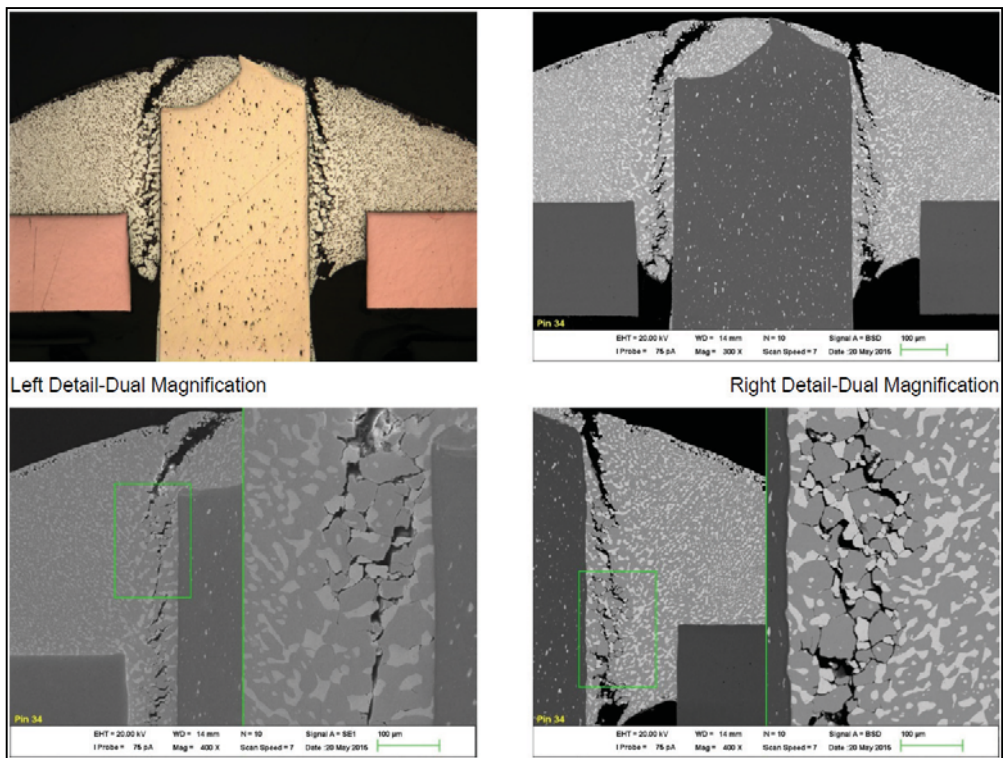 Pin 34
EHT = 20.00 kV WD = 14 mm N = 10 Signal A = BSD 100 µm
I Probe = 75 pA Mag = 300 X Scan Speed = 7 Date :20 May 2015
Left Detail-Dual Magnification
Right Detail-Dual Magnification
Pin 34
EHT = 20.00 kV WD = 14 mm N = 10 Signal A = SE1 100 µm
I Probe = 75 pA Mag = 400 X Scan Speed = 7 Date :20 May 2015
Pin 34
EHT = 20.00 kV WD = 14 mm N = 10 Signal A = BSD 100 µm
I Probe = 75 pA Mag = 400 X Scan Speed = 7 Date :20 May 2015